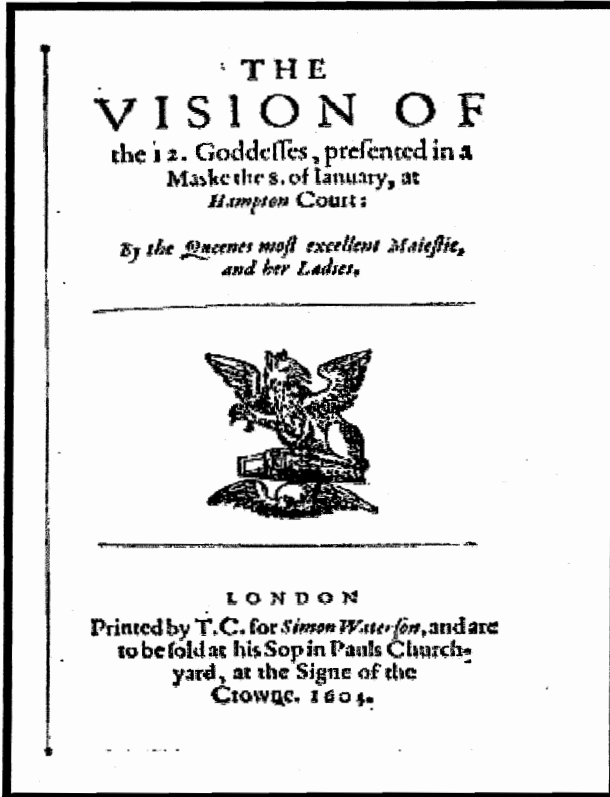 THE
VISION OF
the 12. Goddeſſes, preſented in a
Maske the 8. of Ianuary, at
Hampton Court:
By the Queenes moſt excellent Maieſtie,
and her Ladies.
LONDON
Printed by T.C. for Simon Waterſon, and are
to be ſold at his Sop in Pauls Church-
yard, at the Signe of the
Crowne. 1604.